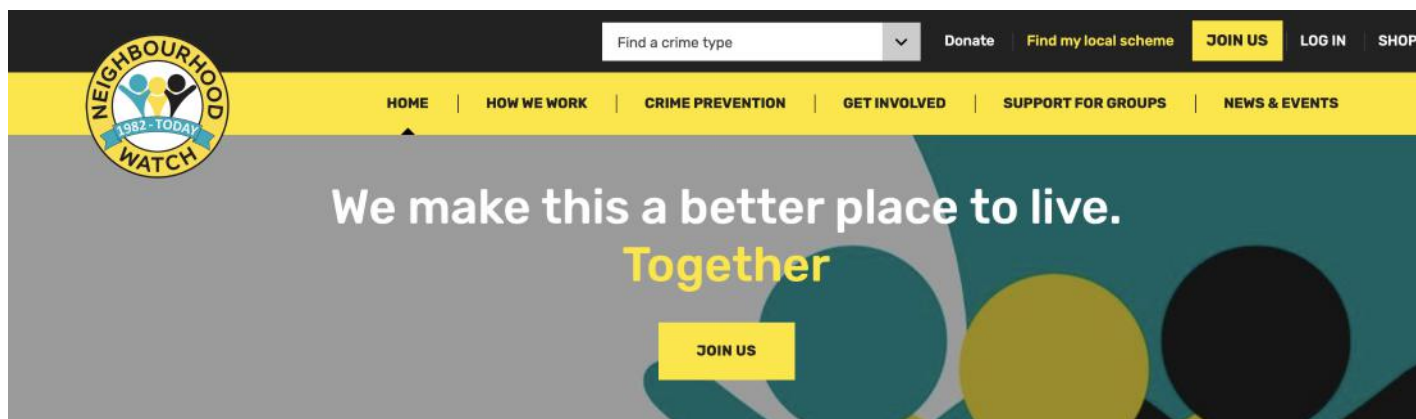 Find a crime type
Donate
Find my local scheme
JOIN US
LOG IN
SHOP
NEIGHBOURHOOD
1982 - TODAY
WATCH
HOME
HOW WE WORK
CRIME PREVENTION
GET INVOLVED
SUPPORT FOR GROUPS
NEWS & EVENTS
We make this a better place to live.
Together
JOIN US